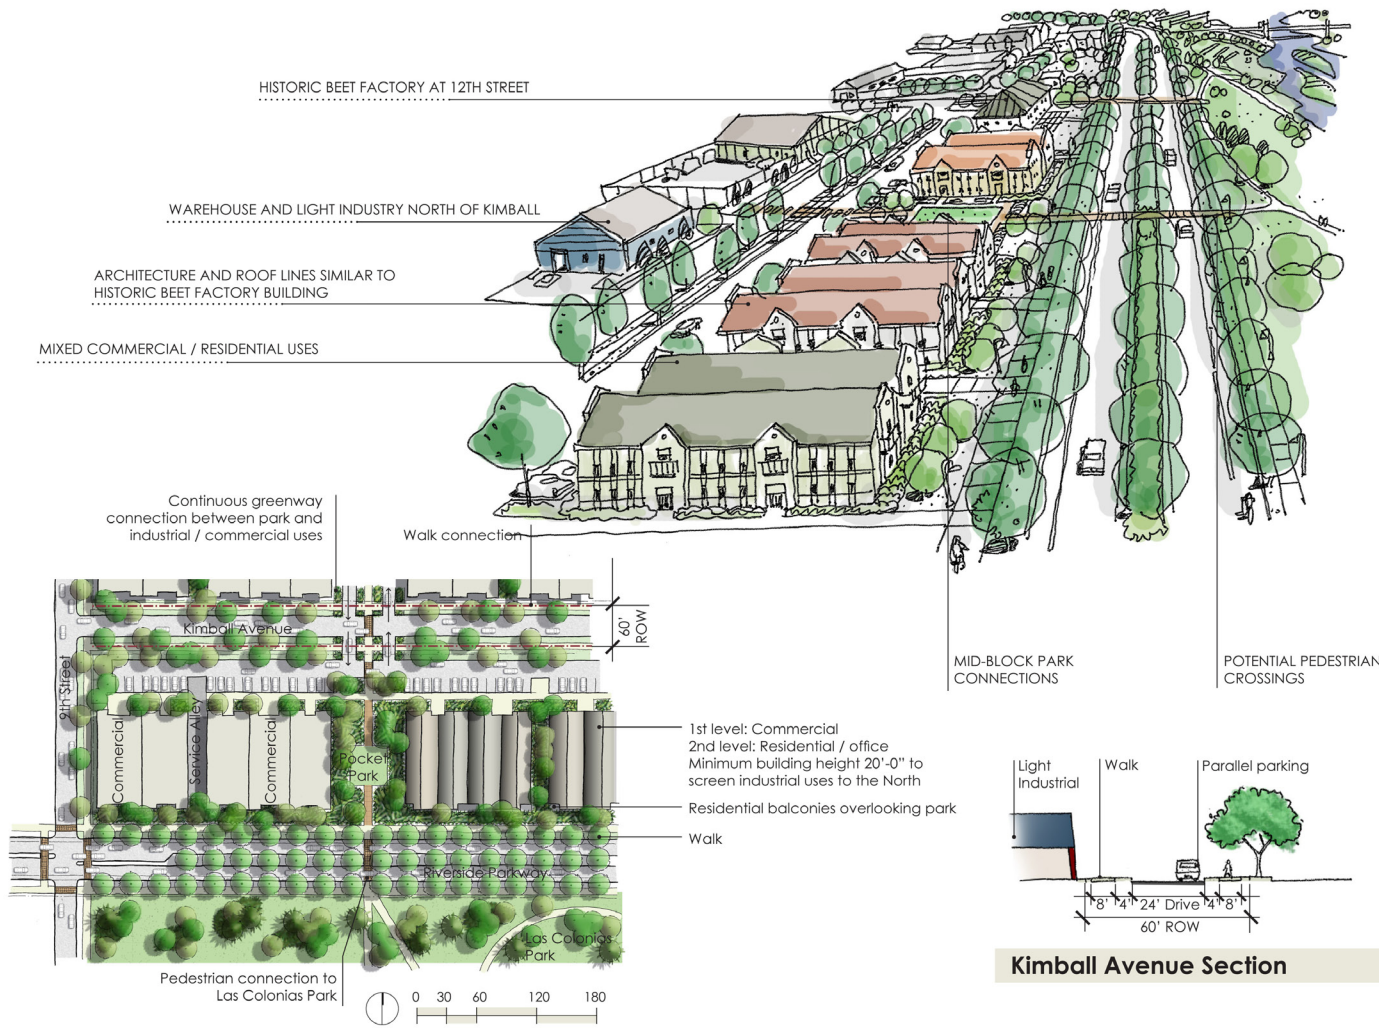 HISTORIC BEET FACTORY AT 12TH STREET
WAREHOUSE AND LIGHT INDUSTRY NORTH OF KIMBALL
ARCHITECTURE AND ROOF LINES SIMILAR TO
HISTORIC BEET FACTORY BUILDING
MIXED COMMERCIAL / RESIDENTIAL USES
Continuous greenway
connection between park and
industrial / commercial uses
Walk connection
Kimball Avenue
60'
ROW
9th Street
Commercial
Service Alley
Commercial
Pocket
Park
Riverside Parkway
Las Colonias
Park
1st level: Commercial
2nd level: Residential / office
Minimum building height 20'-0" to
screen industrial uses to the North
Residential balconies overlooking park
Walk
Pedestrian connection to
Las Colonias Park
0 30 60 120 180
MID-BLOCK PARK
CONNECTIONS
POTENTIAL PEDESTRIAN
CROSSINGS
Light
Industrial
Walk
Parallel parking
8' 4' 24' Drive 4' 8'
60' ROW
Kimball Avenue Section